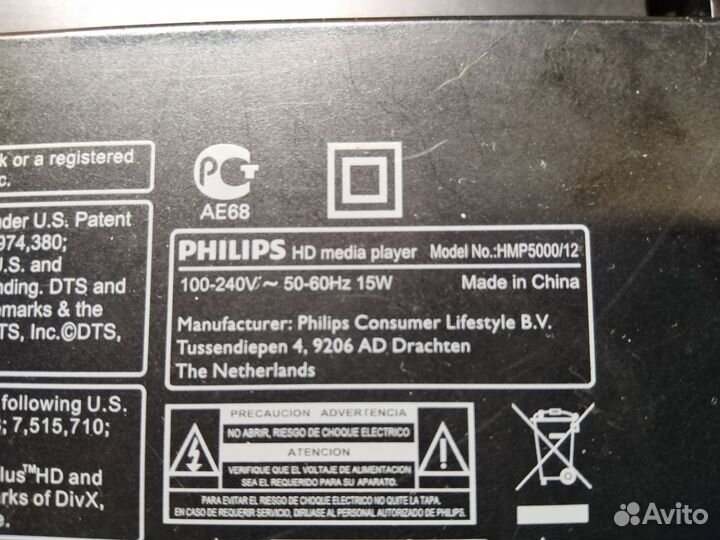 k or a registered
c.
nder U.S. Patent
974,380;
U.S. and
nding. DTS and
emarks & the
TS, Inc.©DTS,
following U.S.
; 7,515,710;
lus™HD and
rks of DivX,
e.
РСТ
AE68
PHILIPS HD media player Model No.:HMP5000/12
100-240V~ 50-60Hz 15W Made in China
Manufacturer: Philips Consumer Lifestyle B.V.
Tussendiepen 4, 9206 AD Drachten
The Netherlands
PRECAUCION ADVERTENCIA
NO ABRIR, RIESGO DE CHOQUE ELECTRICO
ATENCION
VERIFIQUE QUE EL VOLTAJE DE ALIMENTACION
SEA EL REQUERIDO PARA SU APARATO.
PARA EVITAR EL RIESGO DE CHOQUE ELECTRICO NO QUITE LA TAPA.
EN CASO DE REQUERIR SERVICIO, DIRIJASE AL PERSONAL AUTORIZADO DE PHILIPS.
Avito